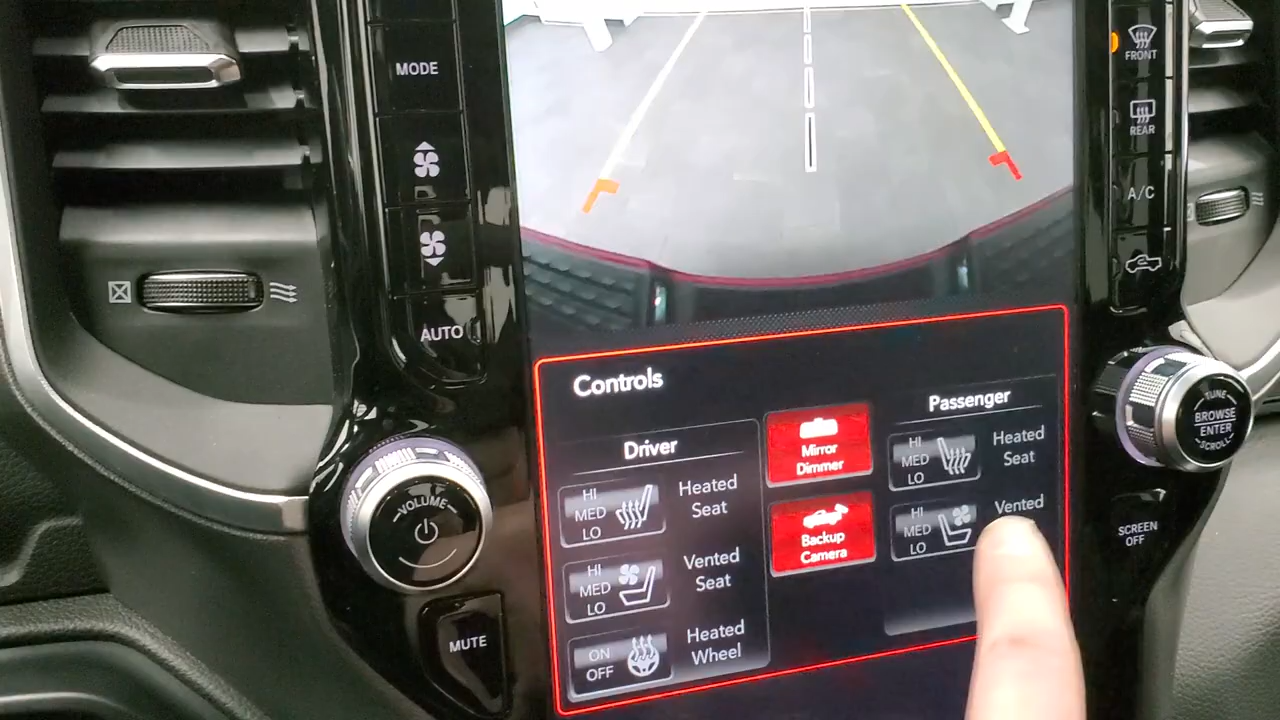 MODE
AUTO
VOLUME
MUTE
FRONT
REAR
A/C
TUNE
BROWSE
ENTER
SCROLL
SCREEN
OFF
Controls
Driver
HI
MED
LO
Heated
Seat
HI
MED
LO
Vented
Seat
ON
OFF
Heated
Wheel
Mirror
Dimmer
Backup
Camera
Passenger
HI
MED
LO
Heated
Seat
HI
MED
LO
Vented